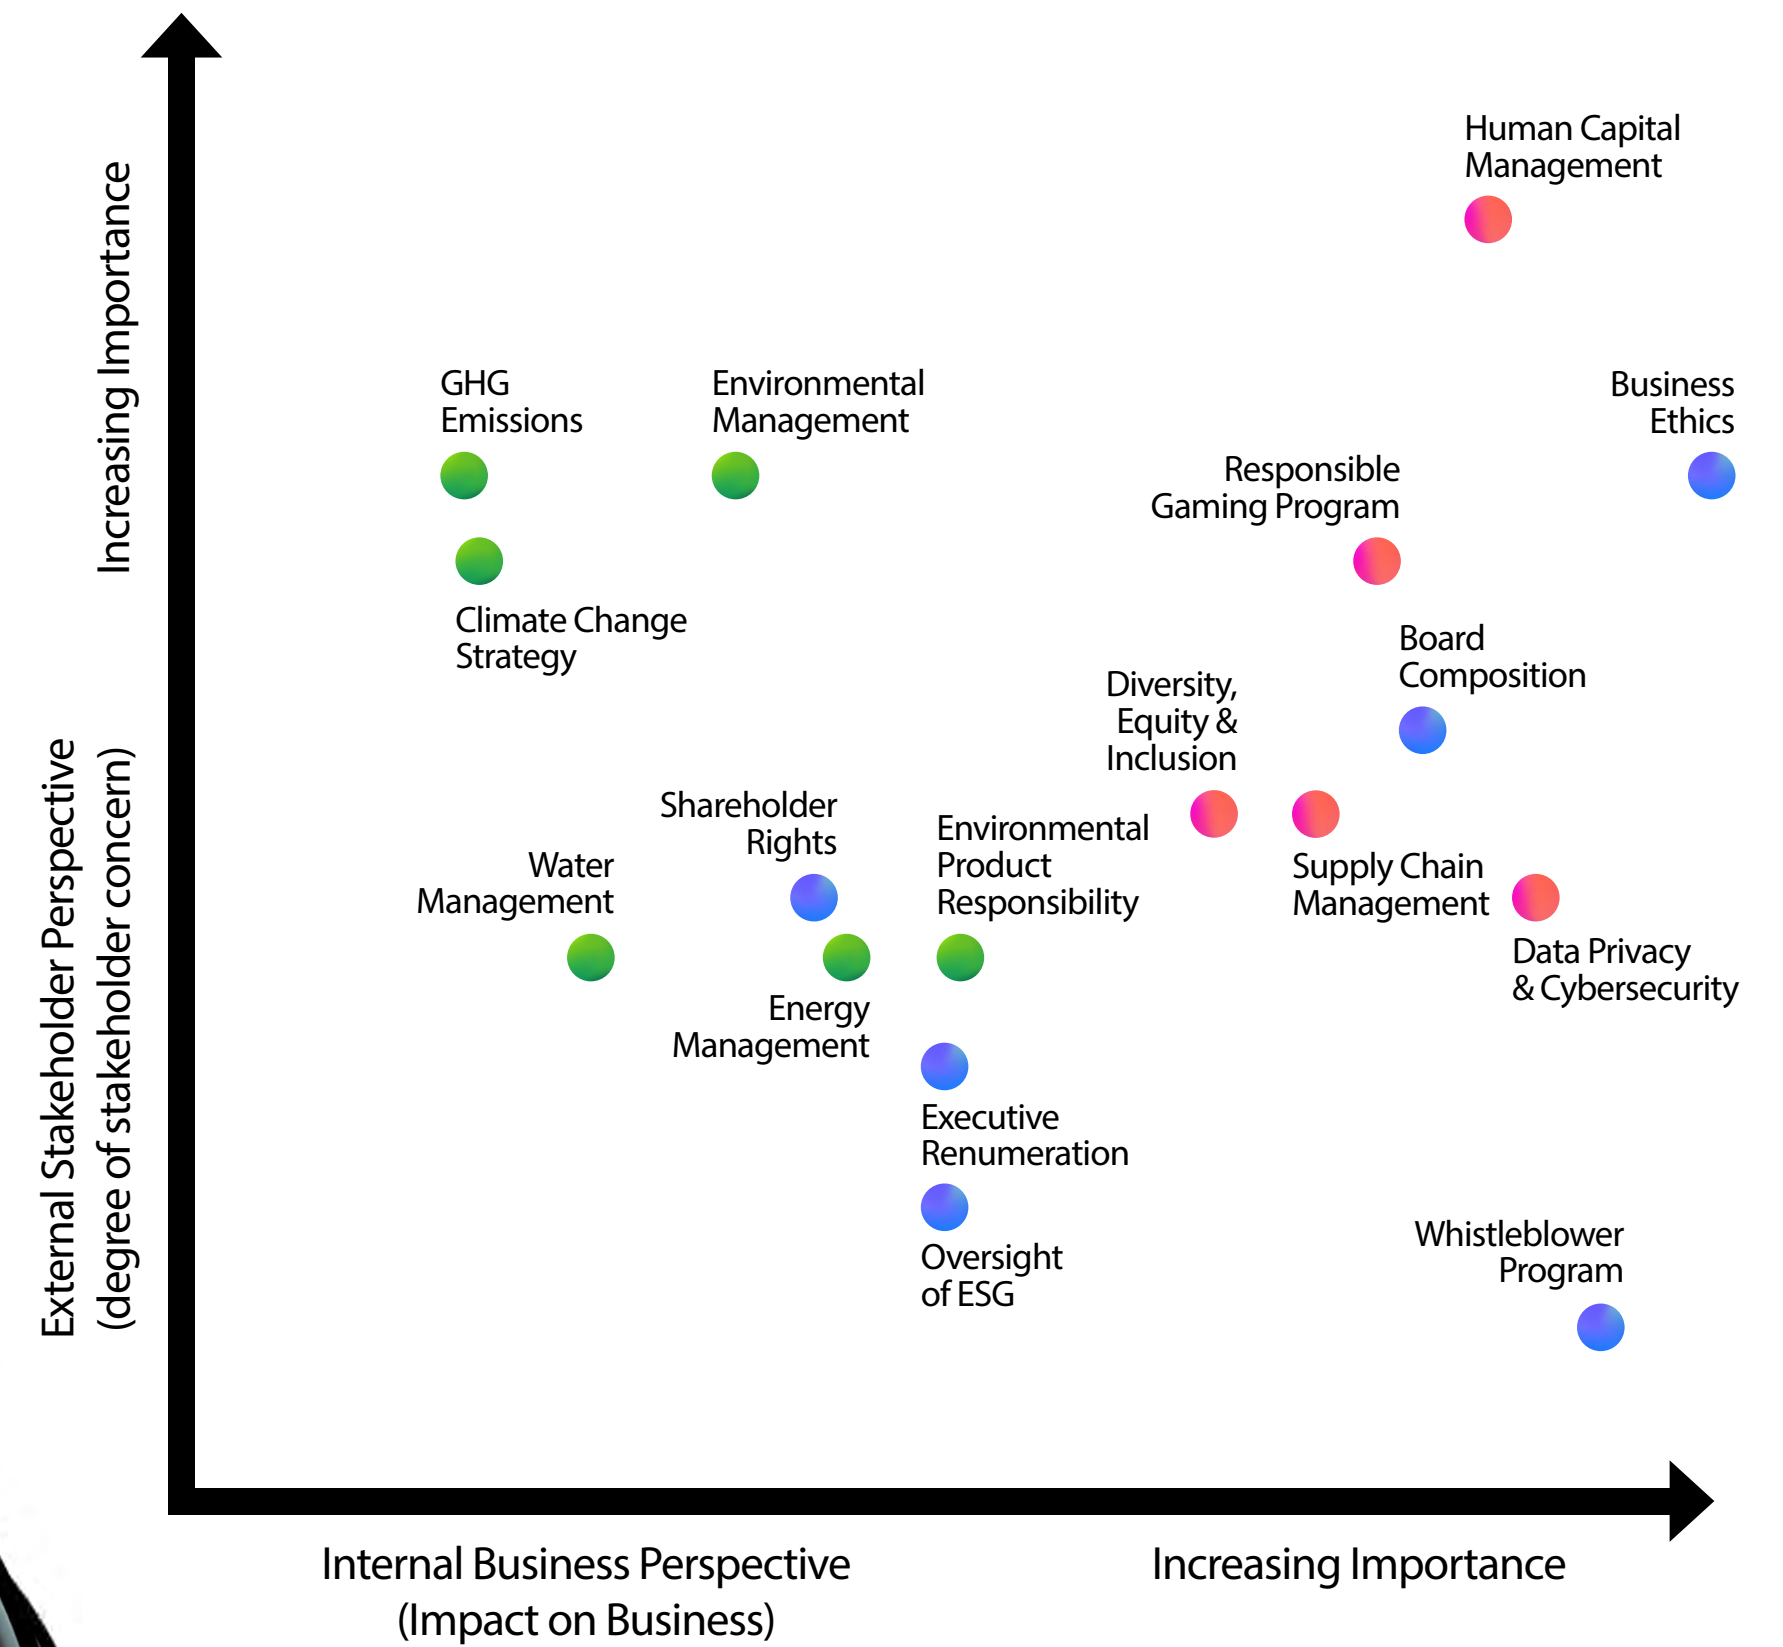 Human Capital
Management
GHG
Emissions
Environmental
Management
Business
Ethics
Responsible
Gaming Program
Climate Change
Strategy
Board
Composition
Diversity,
Equity &
Inclusion
Shareholder
Rights
Environmental
Product
Responsibility
Water
Management
Supply Chain
Management
Data Privacy
& Cybersecurity
Energy
Management
Executive
Renumeration
Oversight
of ESG
Whistleblower
Program
Increasing Importance
External Stakeholder Perspective
(degree of stakeholder concern)
Internal Business Perspective
(Impact on Business)
Increasing Importance